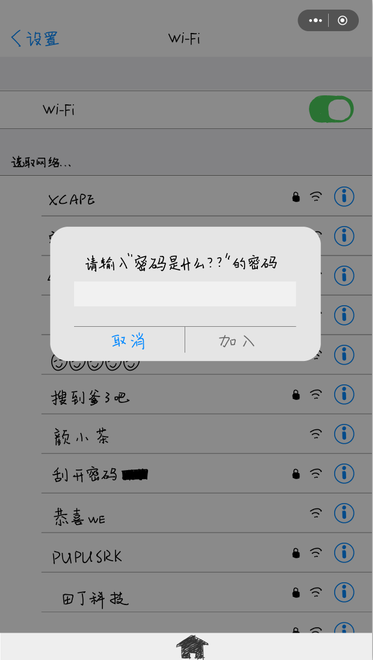 设置
Wi-Fi
Wi-Fi
选取网络...
XCAPE
请输入"密码是什么??"的密码
取消
加入
搜到爹了吧
颜小茶
刮开密码
恭喜WE
PUPUSRK
田丁科技